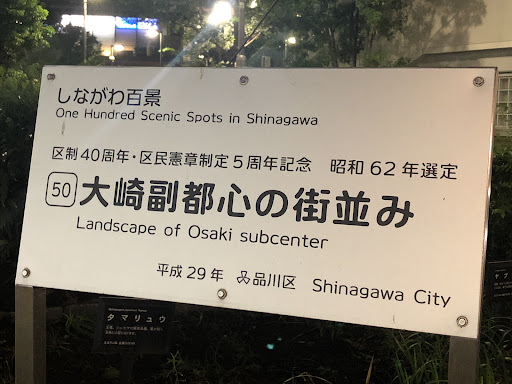 しながわ百景
One Hundred Scenic Spots in Shinagawa
区制40周年・区民憲章制定5周年記念 昭和62年選定
50 大崎副都心の街並み
Landscape of Osaki subcenter
平成29年 品川区 Shinagawa City
タマリュウ